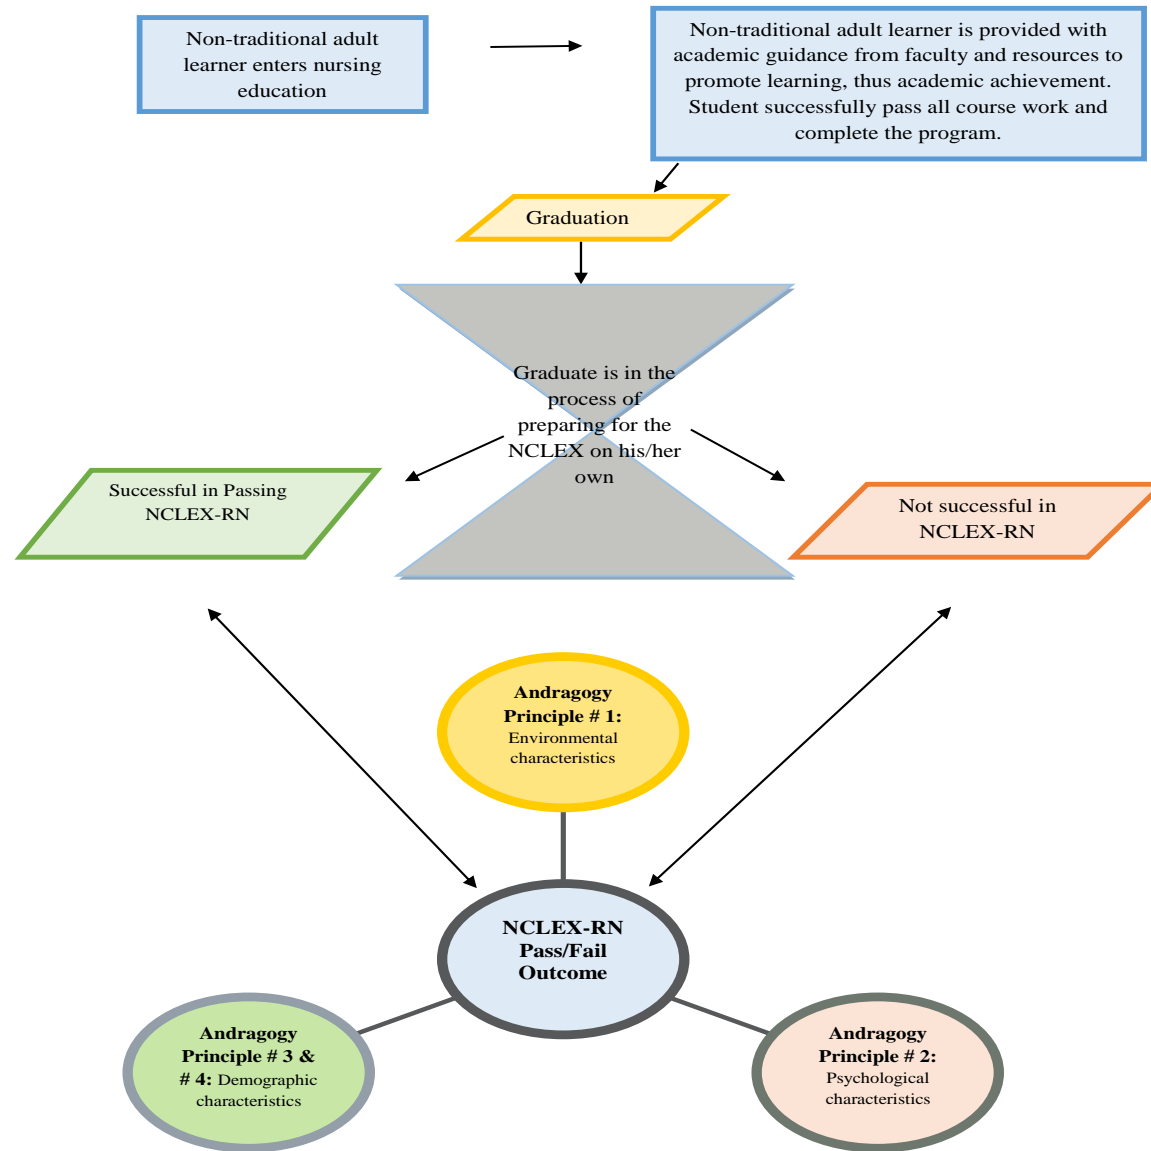 Non-traditional adult
learner enters nursing
education
Non-traditional adult learner is provided with
academic guidance from faculty and resources to
promote learning, thus academic achievement.
Student successfully pass all course work and
complete the program.
Graduation
Graduate is in the
process of
preparing for the
NCLEX on his/her
own
Successful in Passing
NCLEX-RN
Not successful in
NCLEX-RN
Andragogy
Principle # 1:
Environmental
characteristics
NCLEX-RN
Pass/Fail
Outcome
Andragogy
Principle # 3 &
# 4: Demographic
characteristics
Andragogy
Principle # 2:
Psychological
characteristics